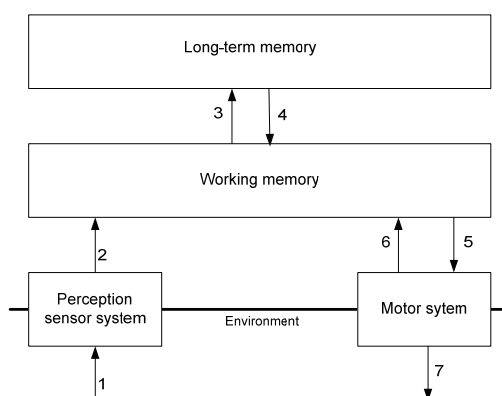 Long-term memory
3
4
Working memory
2
6
5
Perception
sensor system
Environment
Motor sytem
1
7